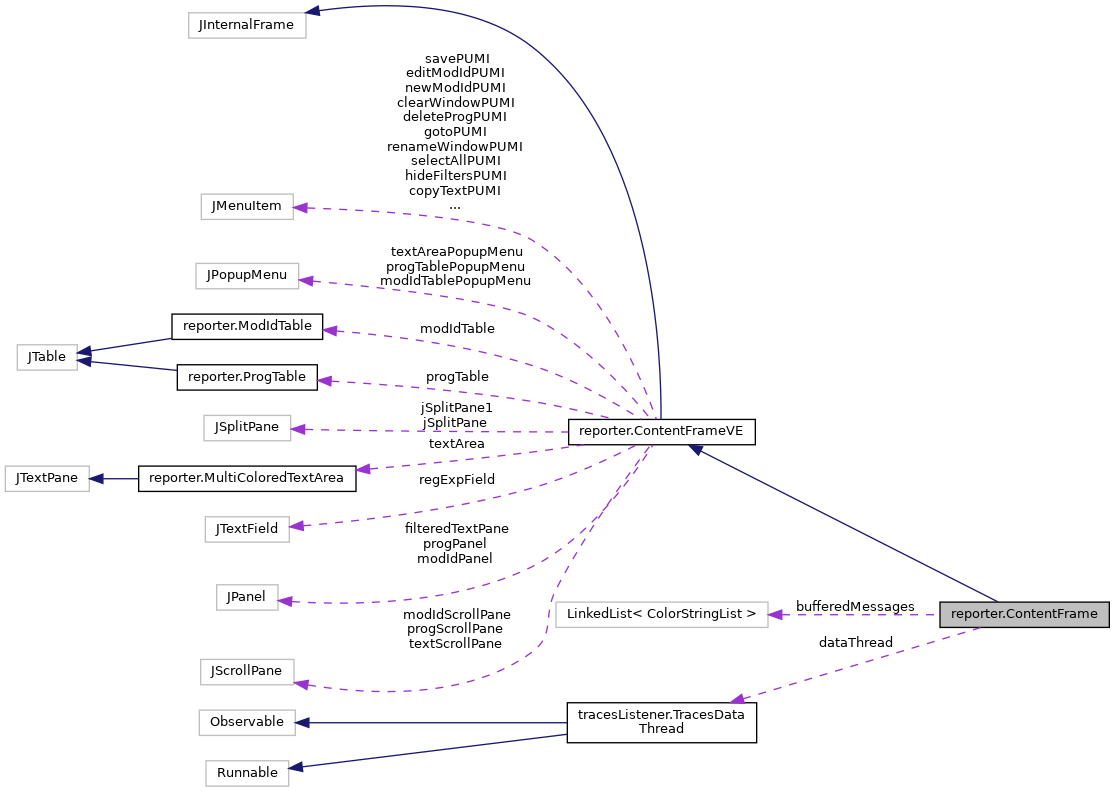 JInternalFrame
savePUMI
editModIdPUMI
newModIdPUMI
clearWindowPUMI
deleteProgPUMI
gotoPUMI
renameWindowPUMI
selectAllPUMI
hideFiltersPUMI
copyTextPUMI
...
JMenuItem
textAreaPopupMenu
progTablePopupMenu
modIdTablePopupMenu
JPopupMenu
reporter.ModIdTable
modIdTable
JTable
reporter.ProgTable
progTable
jSplitPane1
jSplitPane
JSplitPane
reporter.ContentFrameVE
textArea
JTextPane
reporter.MultiColoredTextArea
regExpField
JTextField
filteredTextPane
progPanel
modIdPanel
JPanel
bufferedMessages
LinkedList< ColorStringList >
reporter.ContentFrame
modIdScrollPane
progScrollPane
textScrollPane
dataThread
JScrollPane
Observable
tracesListener.TracesData
Thread
Runnable